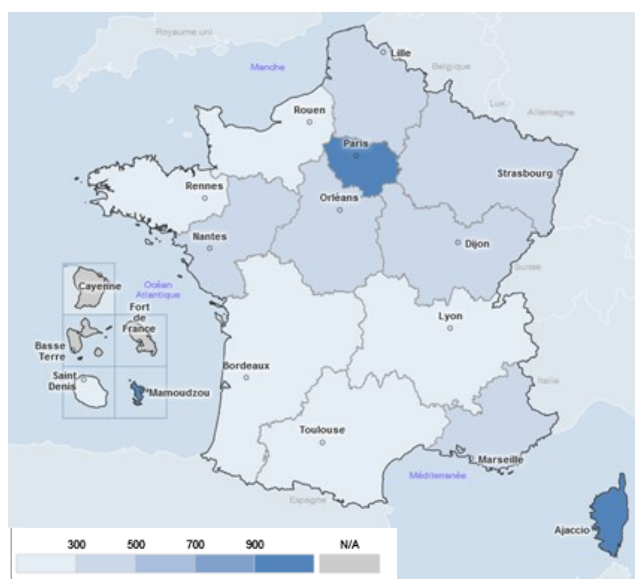 Royaume uni
Lille
Manche
Belgique
Lux.
Rouen
Allemagne
Paris
Strasbourg
Rennes
Orléans
Nantes
Dijon
Suisse
Cayenne
Océan
Atlantique
Fort
de
France
Lyon
Basse
Terre
Saint
Denis
Mamoudzou
Bordeaux
Italie
Toulouse
Marseille
Méditerranée
Espagne
Ajaccio
300 500 700 900 N/A